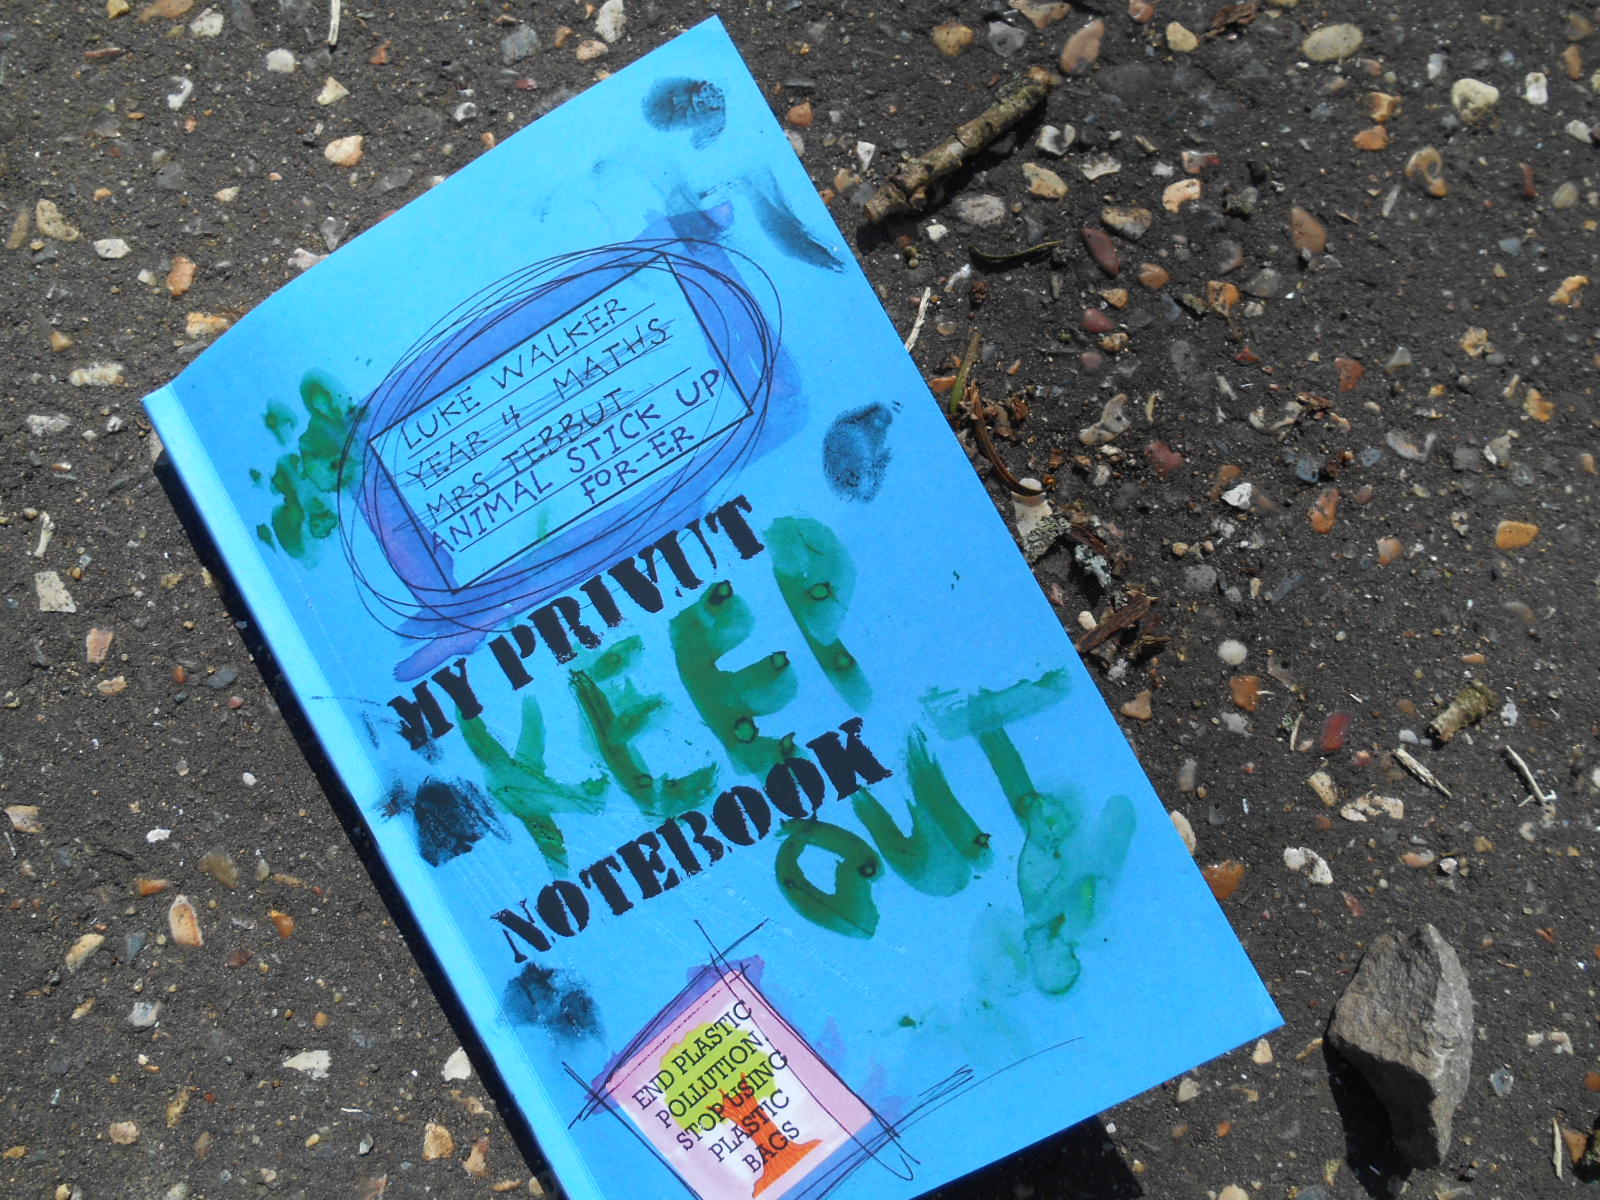 LUKE WALKER
YEAR 4 MATHS
MRS TEBBUT
ANIMAL STICK UP
FOR-ER
MY PRIVUT
KEEP
NOTEBOOK
OUT
END PLASTIC
POLLUTION
STOP USING
PLASTIC
BAGS